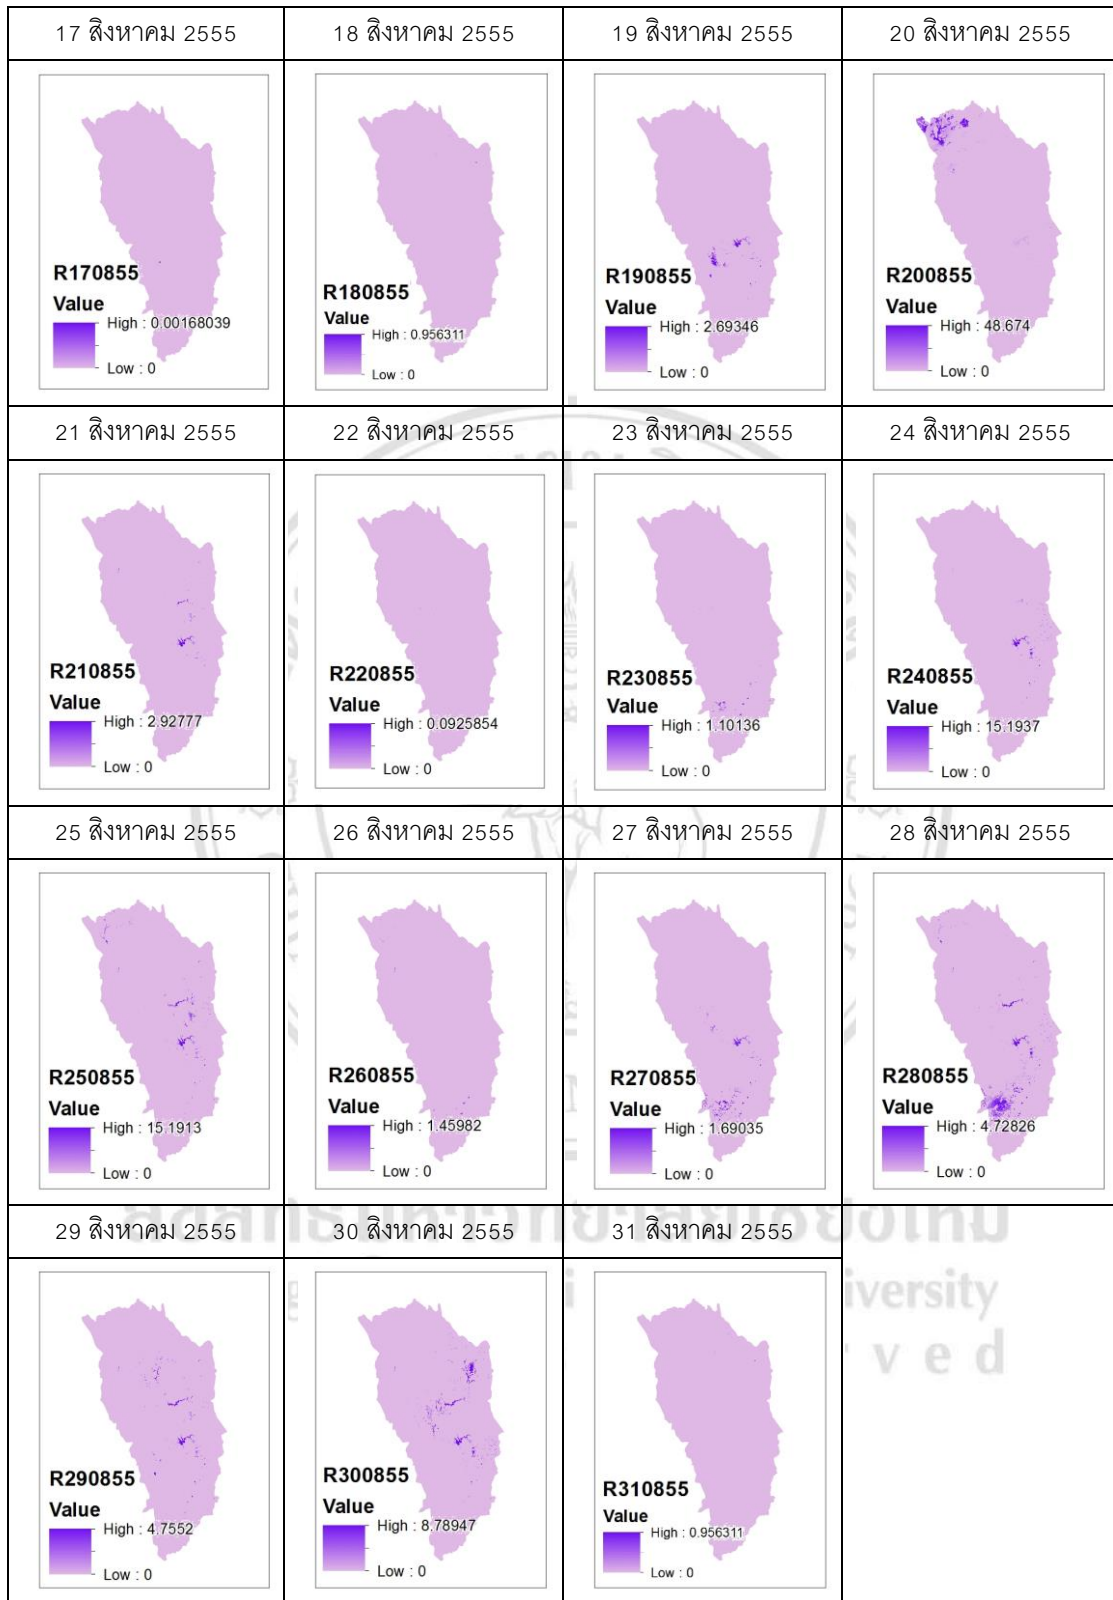 17 สิงหาคม 2555
18 สิงหาคม 2555
19 สิงหาคม 2555
20 สิงหาคม 2555
R170855
Value
High : 0.00168039
Low : 0
R180855
Value
High : 0.956311
Low : 0
R190855
Value
High : 2.69346
Low : 0
R200855
Value
High : 48.674
Low : 0
21 สิงหาคม 2555
22 สิงหาคม 2555
23 สิงหาคม 2555
24 สิงหาคม 2555
R210855
Value
High : 2.92777
Low : 0
R220855
Value
High : 0.0925854
Low : 0
R230855
Value
High : 1.10136
Low : 0
R240855
Value
High : 15.1937
Low : 0
25 สิงหาคม 2555
26 สิงหาคม 2555
27 สิงหาคม 2555
28 สิงหาคม 2555
R250855
Value
High : 15.1913
Low : 0
R260855
Value
High : 1.45982
Low : 0
R270855
Value
High : 1.69035
Low : 0
R280855
Value
High : 4.72826
Low : 0
29 สิงหาคม 2555
30 สิงหาคม 2555
31 สิงหาคม 2555
R290855
Value
High : 4.7552
Low : 0
R300855
Value
High : 8.78947
Low : 0
R310855
Value
High : 0.956311
Low : 0
iversity
r v e d